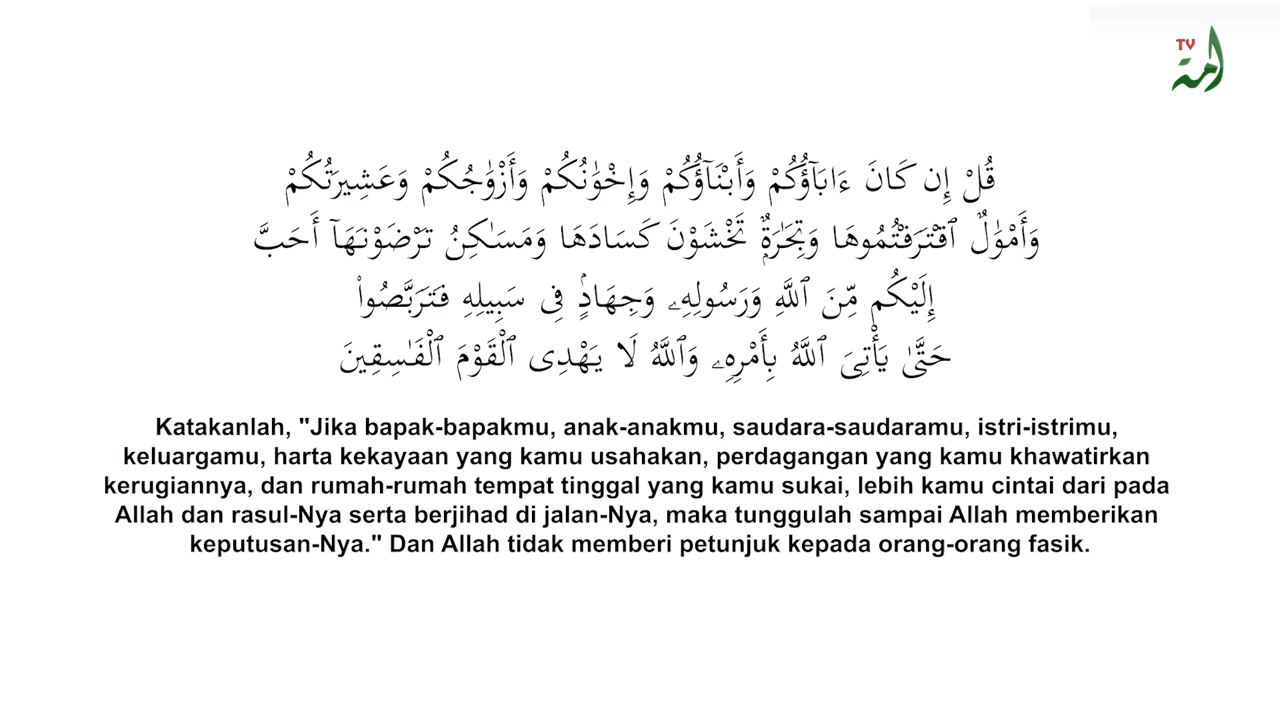 TV
امة
قُلْ إِن كَانَ ءَابَآؤُكُمْ وَأَبْنَآؤُكُمْ وَإِخْوَٰنُكُمْ وَأَزْوَٰجُكُمْ وَعَشِيرَتُكُمْ
وَأَمْوَٰلٌ ٱقْتَرَفْتُمُوهَا وَتِجَٰرَةٌ تَخْشَوْنَ كَسَادَهَا وَمَسَٰكِنُ تَرْضَوْنَهَآ أَحَبَّ
إِلَيْكُم مِّنَ ٱللَّهِ وَرَسُولِهِۦ وَجِهَادٍ فِى سَبِيلِهِۦ فَتَرَبَّصُوا۟
حَتَّىٰ يَأْتِىَ ٱللَّهُ بِأَمْرِهِۦ وَٱللَّهُ لَا يَهْدِى ٱلْقَوْمَ ٱلْفَٰسِقِينَ
Katakanlah, "Jika bapak-bapakmu, anak-anakmu, saudara-saudaramu, istri-istrimu,
keluargamu, harta kekayaan yang kamu usahakan, perdagangan yang kamu khawatirkan
kerugiannya, dan rumah-rumah tempat tinggal yang kamu sukai, lebih kamu cintai dari pada
Allah dan rasul-Nya serta berjihad di jalan-Nya, maka tunggulah sampai Allah memberikan
keputusan-Nya." Dan Allah tidak memberi petunjuk kepada orang-orang fasik.